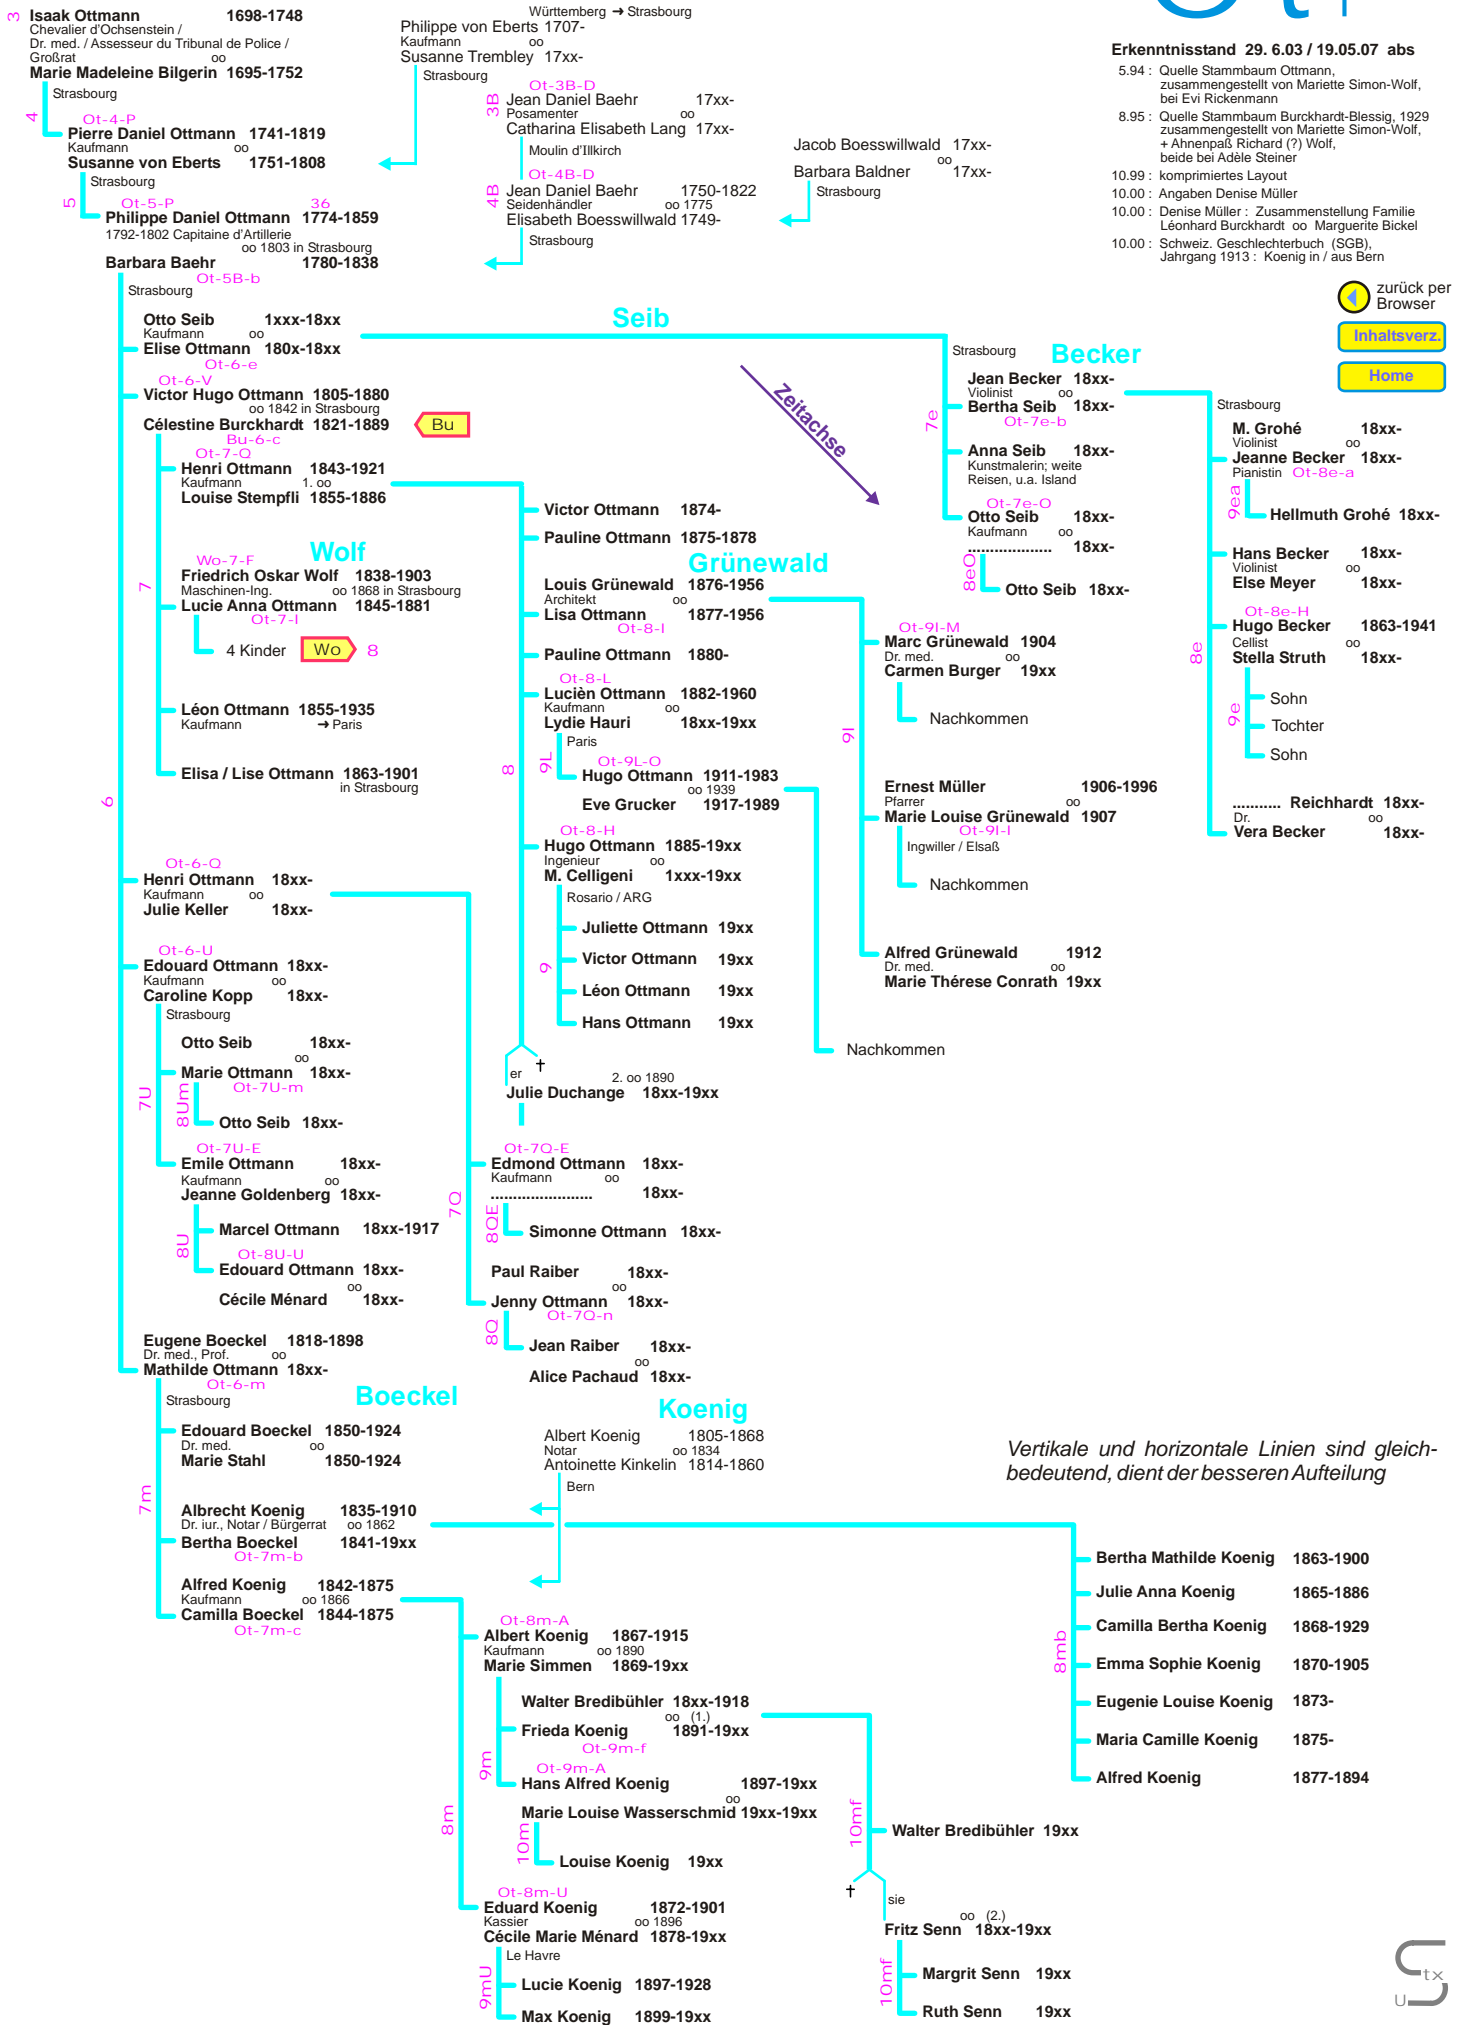 3
Isaak Ottmann 1698-1748
Chevalier d'Ochsenstein /
Dr. med. / Assesseur du Tribunal de Police /
Großrat oo
Marie Madeleine Bilgerin 1695-1752
Strasbourg
4
Ot-4-P
Pierre Daniel Ottmann 1741-1819
Kaufmann oo
Susanne von Eberts 1751-1808
Strasbourg
5
Ot-5-P 36
Philippe Daniel Ottmann 1774-1859
1792-1802 Capitaine d'Artillerie
oo 1803 in Strasbourg
Barbara Baehr 1780-1838
Ot-5B-b
Strasbourg
Württemberg ➔ Strasbourg
Philippe von Eberts 1707-
Kaufmann oo
Susanne Trembley 17xx-
Strasbourg
Ot-3B-D
3B
Jean Daniel Baehr 17xx-
Posamenter oo
Catharina Elisabeth Lang 17xx-
Moulin d'Illkirch
Ot-4B-D
4B
Jean Daniel Baehr 1750-1822
Seidenhändler oo 1775
Elisabeth Boesswillwald 1749-
Strasbourg
Jacob Boesswillwald 17xx-
oo
Barbara Baldner 17xx-
Strasbourg
Ot
Erkenntnisstand 29. 6.03 / 19.05.07 abs
5.94 : Quelle Stammbaum Ottmann,
zusammengestellt von Mariette Simon-Wolf,
bei Evi Rickenmann
8.95 : Quelle Stammbaum Burckhardt-Blessig, 1929
zusammengestellt von Mariette Simon-Wolf,
+ Ahnenpaß Richard (?) Wolf,
beide bei Adèle Steiner
10.99 : komprimiertes Layout
10.00 : Angaben Denise Müller
10.00 : Denise Müller : Zusammenstellung Familie
Léonhard Burckhardt oo Marguerite Bickel
10.00 : Schweiz. Geschlechterbuch (SGB),
Jahrgang 1913 : Koenig in / aus Bern
zurück per
Browser
Inhaltsverz.
Home
6
Otto Seib 1xxx-18xx
Kaufmann oo
Elise Ottmann 180x-18xx
Ot-6-e
Ot-6-V
Victor Hugo Ottmann 1805-1880
oo 1842 in Strasbourg
Célestine Burckhardt 1821-1889
Bu
Bu-6-c
7
Ot-7-Q
Henri Ottmann 1843-1921
Kaufmann 1. oo
Louise Stempfli 1855-1886
Wolf
Wo-7-F
Friedrich Oskar Wolf 1838-1903
Maschinen-Ing. oo 1868 in Strasbourg
Lucie Anna Ottmann 1845-1881
Ot-7-l
4 Kinder Wo 8
Léon Ottmann 1855-1935
Kaufmann ➔ Paris
Elisa / Lise Ottmann 1863-1901
in Strasbourg
Ot-6-Q
Henri Ottmann 18xx-
Kaufmann oo
Julie Keller 18xx-
Ot-6-U
Edouard Ottmann 18xx-
Kaufmann oo
Caroline Kopp 18xx-
Strasbourg
7U
Otto Seib 18xx-
oo
Marie Ottmann 18xx-
Ot-7U-m
8Um
Otto Seib 18xx-
Ot-7U-E
Emile Ottmann 18xx-
Kaufmann oo
Jeanne Goldenberg 18xx-
8U
Marcel Ottmann 18xx-1917
Ot-8U-U
Edouard Ottmann 18xx-
oo
Cécile Ménard 18xx-
Eugene Boeckel 1818-1898
Dr. med., Prof. oo
Mathilde Ottmann 18xx-
Ot-6-m
Strasbourg
Boeckel
7m
Edouard Boeckel 1850-1924
Dr. med. oo
Marie Stahl 1850-1924
Albrecht Koenig 1835-1910
Dr. iur., Notar / Bürgerrat oo 1862
Bertha Boeckel 1841-19xx
Ot-7m-b
Alfred Koenig 1842-1875
Kaufmann oo 1866
Camilla Boeckel 1844-1875
Ot-7m-c
Seib
Zeitachse
8
Victor Ottmann 1874-
Pauline Ottmann 1875-1878
Grünewald
Louis Grünewald 1876-1956
Architekt oo
Lisa Ottmann 1877-1956
Ot-8-l
Pauline Ottmann 1880-
Ot-8-L
Lucièn Ottmann 1882-1960
Kaufmann oo
Lydie Hauri 18xx-19xx
Paris
9L
Ot-9L-O
Hugo Ottmann 1911-1983
oo 1939
Eve Grucker 1917-1989
Ot-8-H
Hugo Ottmann 1885-19xx
Ingenieur oo
M. Celligeni 1xxx-19xx
Rosario / ARG
9
Juliette Ottmann 19xx
Victor Ottmann 19xx
Léon Ottmann 19xx
Hans Ottmann 19xx
er †
2. oo 1890
Julie Duchange 18xx-19xx
7Q
Ot-7Q-E
Edmond Ottmann 18xx-
Kaufmann oo
........................ 18xx-
8QE
Simonne Ottmann 18xx-
Paul Raiber 18xx-
oo
Jenny Ottmann 18xx-
Ot-7Q-n
8Q
Jean Raiber 18xx-
oo
Alice Pachaud 18xx-
7e
Strasbourg
Becker
Jean Becker 18xx-
Violinist oo
Bertha Seib 18xx-
Ot-7e-b
Anna Seib 18xx-
Kunstmalerin; weite
Reisen, u.a. Island
Ot-7e-O
Otto Seib 18xx-
Kaufmann oo
.................... 18xx-
8eO
Otto Seib 18xx-
9l
Ot-9l-M
Marc Grünewald 1904
Dr. med. oo
Carmen Burger 19xx
Nachkommen
Ernest Müller 1906-1996
Pfarrer oo
Marie Louise Grünewald 1907
Ot-9l-l
Ingwiller / Elsaß
Nachkommen
Alfred Grünewald 1912
Dr. med. oo
Marie Thérese Conrath 19xx
Nachkommen
8e
Strasbourg
M. Grohé 18xx-
Violinist oo
Jeanne Becker 18xx-
Pianistin Ot-8e-a
9ea
Hellmuth Grohé 18xx-
Hans Becker 18xx-
Violinist oo
Else Meyer 18xx-
Ot-8e-H
Hugo Becker 1863-1941
Cellist oo
Stella Struth 18xx-
9e
Sohn
Tochter
Sohn
........... Reichhardt 18xx-
Dr. oo
Vera Becker 18xx-
Koenig
Albert Koenig 1805-1868
Notar oo 1834
Antoinette Kinkelin 1814-1860
Bern
Vertikale und horizontale Linien sind gleich-
bedeutend, dient der besseren Aufteilung
8mb
Bertha Mathilde Koenig 1863-1900
Julie Anna Koenig 1865-1886
Camilla Bertha Koenig 1868-1929
Emma Sophie Koenig 1870-1905
Eugenie Louise Koenig 1873-
Maria Camille Koenig 1875-
Alfred Koenig 1877-1894
8m
Ot-8m-A
Albert Koenig 1867-1915
Kaufmann oo 1890
Marie Simmen 1869-19xx
9m
Walter Bredibühler 18xx-1918
oo (1.)
Frieda Koenig 1891-19xx
Ot-9m-f
Ot-9m-A
Hans Alfred Koenig 1897-19xx
oo
Marie Louise Wasserschmid 19xx-19xx
10m
Louise Koenig 19xx
Ot-8m-U
Eduard Koenig 1872-1901
Kassier oo 1896
Cécile Marie Ménard 1878-19xx
Le Havre
9mU
Lucie Koenig 1897-1928
Max Koenig 1899-19xx
10mf
Walter Bredibühler 19xx
† sie
oo (2.)
Fritz Senn 18xx-19xx
10mf
Margrit Senn 19xx
Ruth Senn 19xx
S tx
U